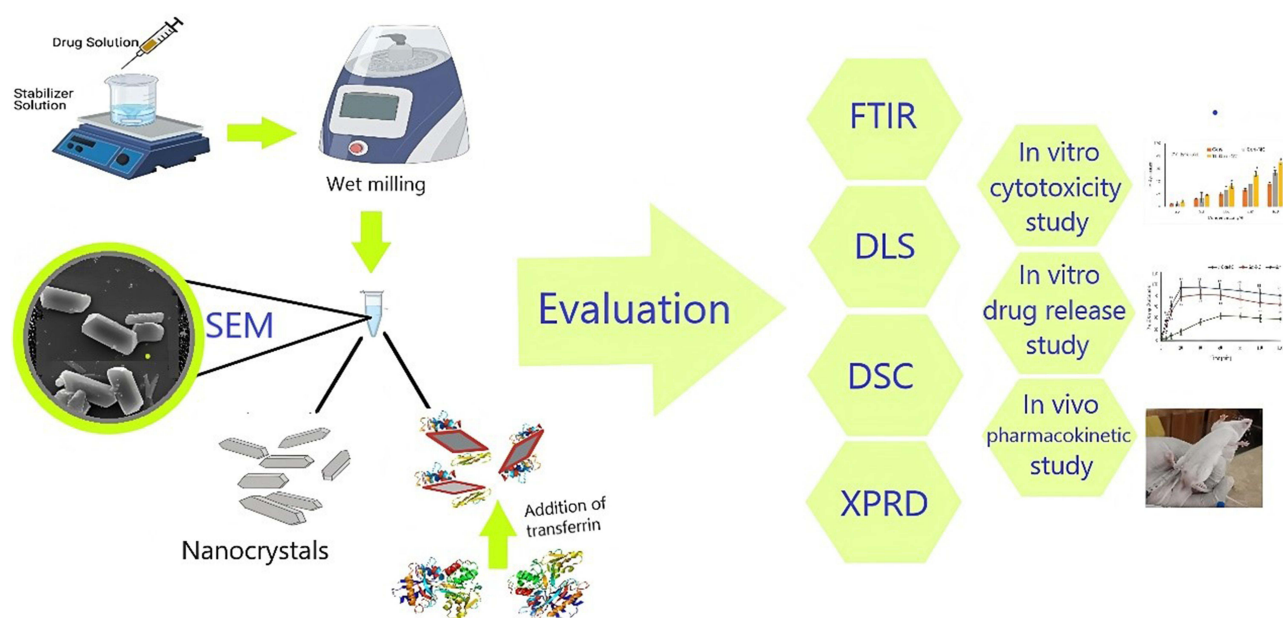 Drug Solution
Stabilizer
Solution
Wet milling
SEM
Nanocrystals
Addition of
transferrin
Evaluation
FTIR
DLS
DSC
XPRD
In vitro
cytotoxicity
study
In vitro
drug release
study
In vivo
pharmacokinetic
study